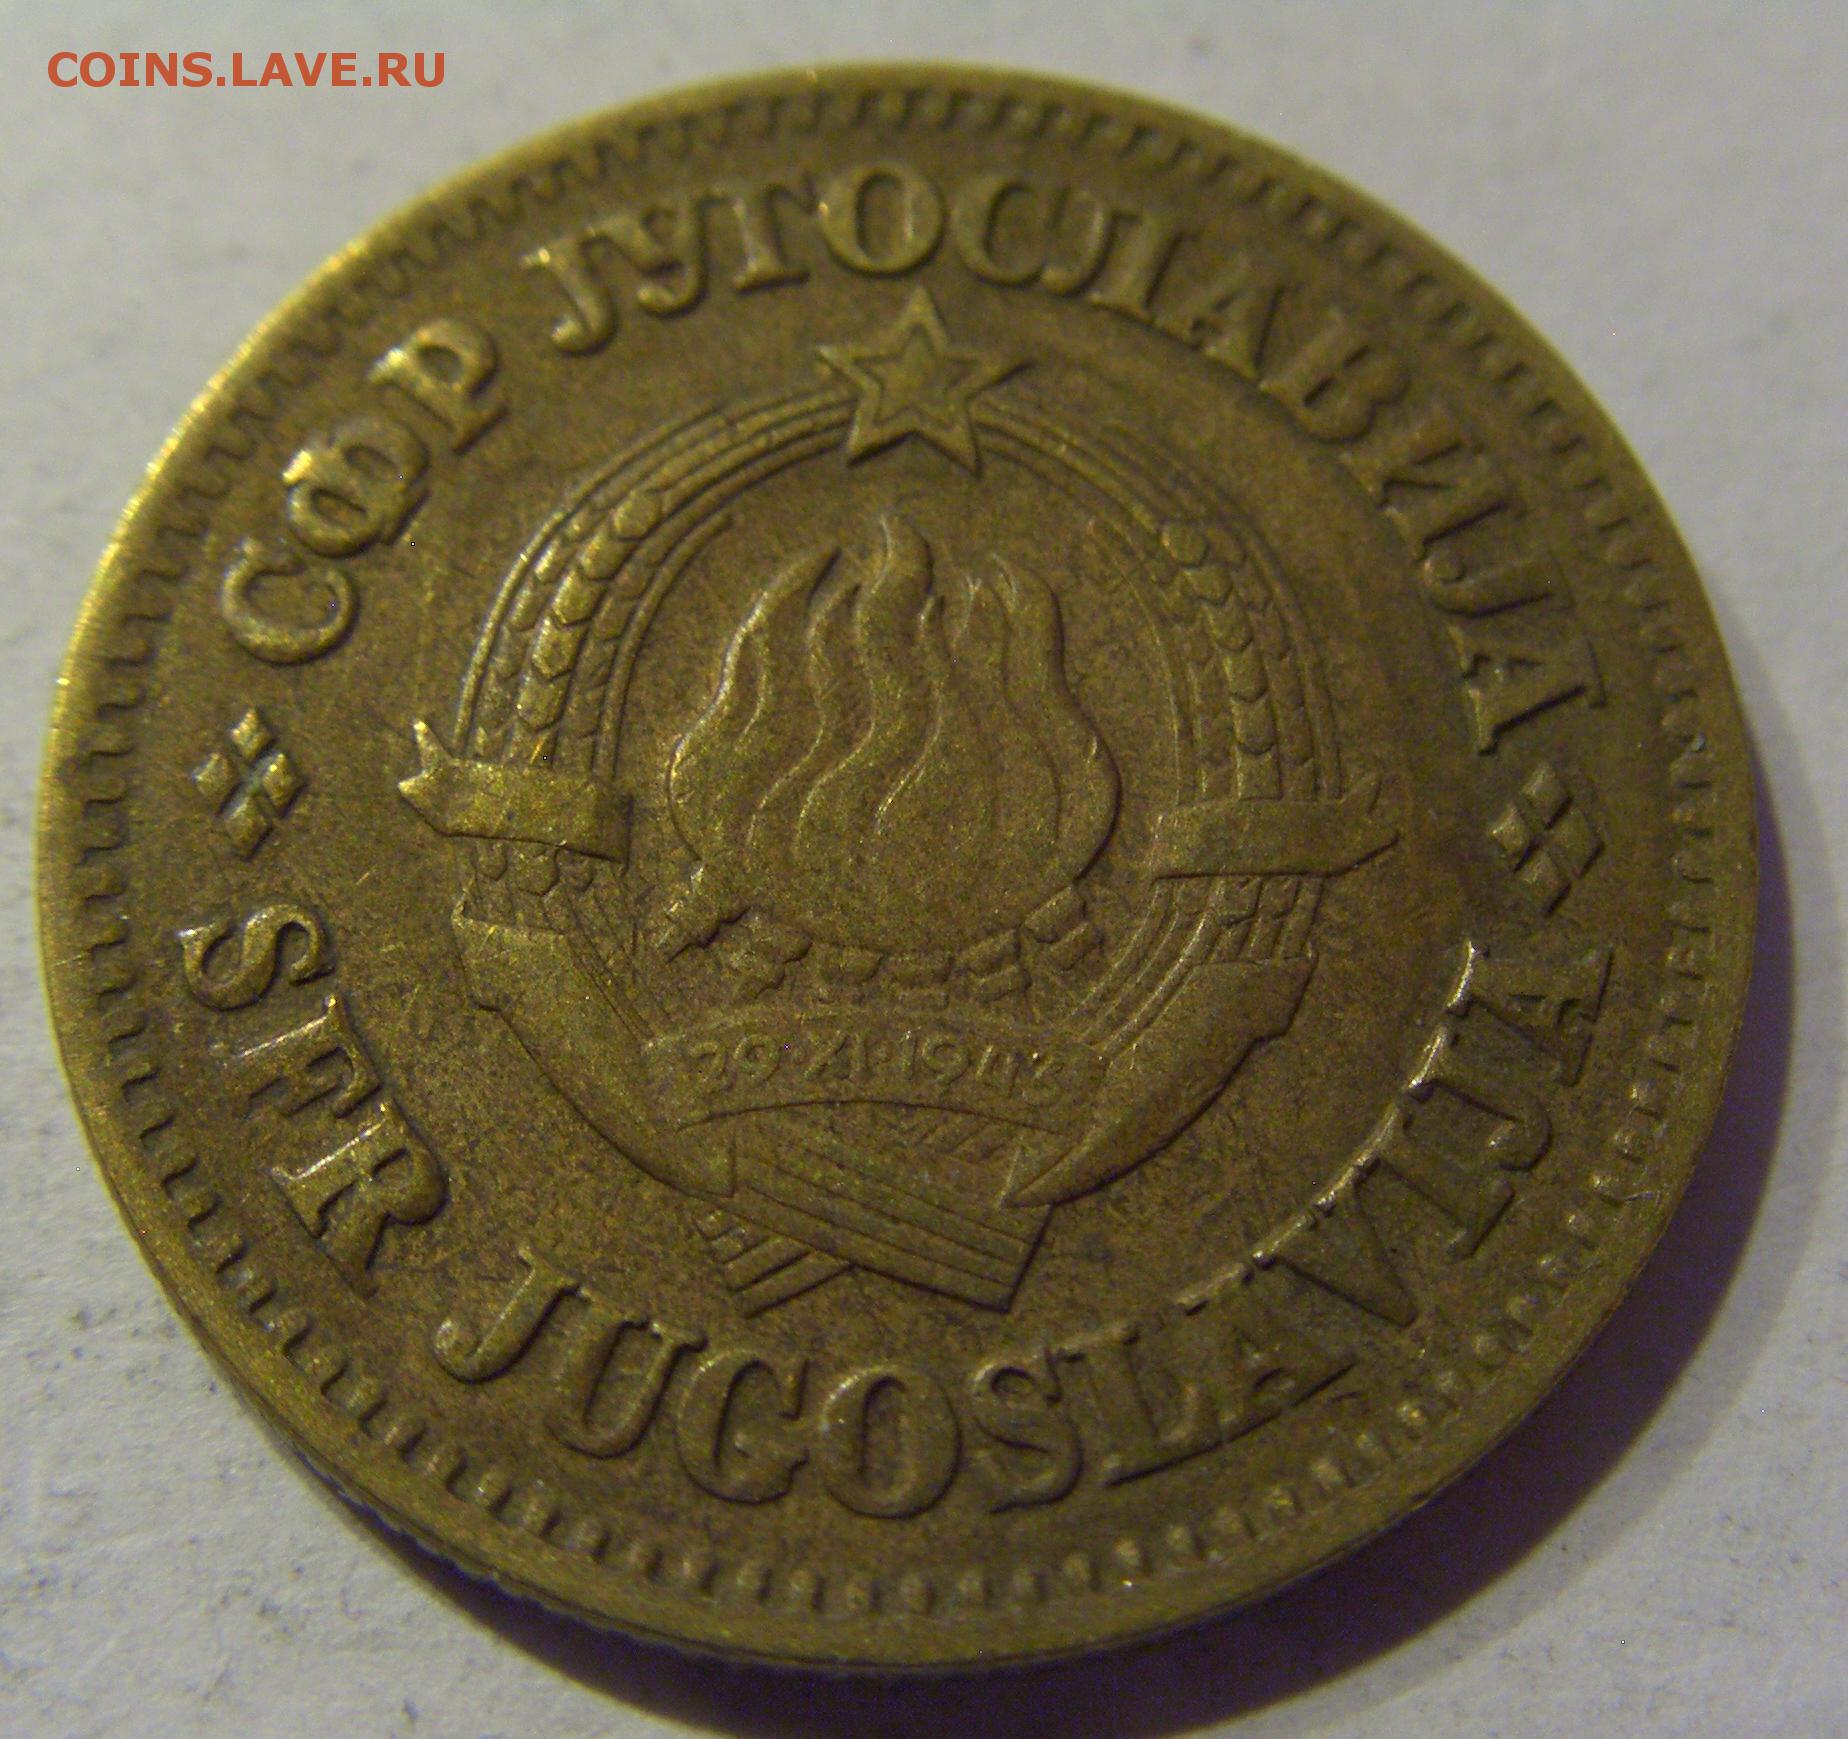 COINS.LAVE.RU
СФР ЈУГОСЛАВИЈА
29·XI·1943
SFR JUGOSLAVIJA